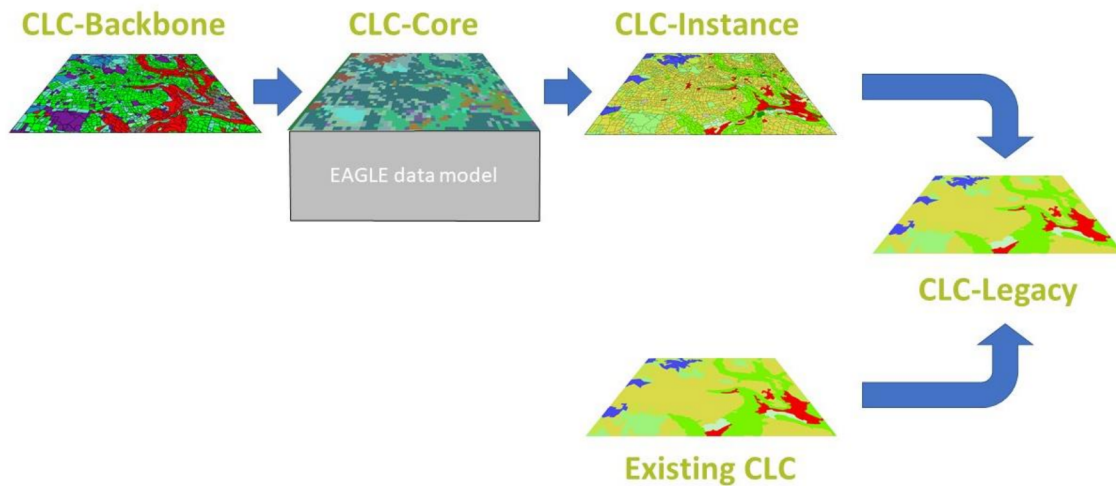 CLC-Backbone
CLC-Core
CLC-Instance
EAGLE data model
CLC-Legacy
Existing CLC